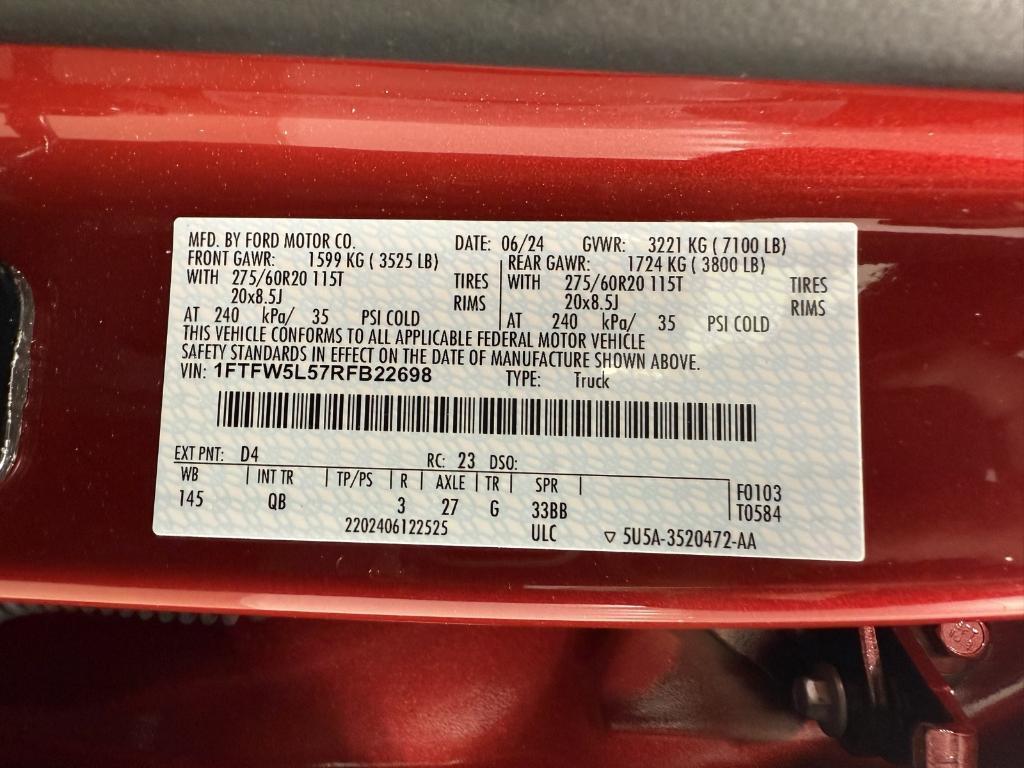 MFD. BY FORD MOTOR CO. DATE: 06/24 GVWR: 3221 KG ( 7100 LB)
FRONT GAWR: 1599 KG ( 3525 LB) REAR GAWR: 1724 KG ( 3800 LB)
WITH 275/60R20 115T TIRES WITH 275/60R20 115T TIRES
20x8.5J RIMS 20x8.5J RIMS
AT 240 kPa/ 35 PSI COLD AT 240 kPa/ 35 PSI COLD
THIS VEHICLE CONFORMS TO ALL APPLICABLE FEDERAL MOTOR VEHICLE
SAFETY STANDARDS IN EFFECT ON THE DATE OF MANUFACTURE SHOWN ABOVE.
VIN: 1FTFW5L57RFB22698 TYPE: Truck
EXT PNT: D4 RC: 23 DSO:
WB INT TR TP/PS R AXLE TR SPR F0103
145 QB 3 27 G 33BB T0584
2202406122525 ULC ▽ 5U5A-3520472-AA